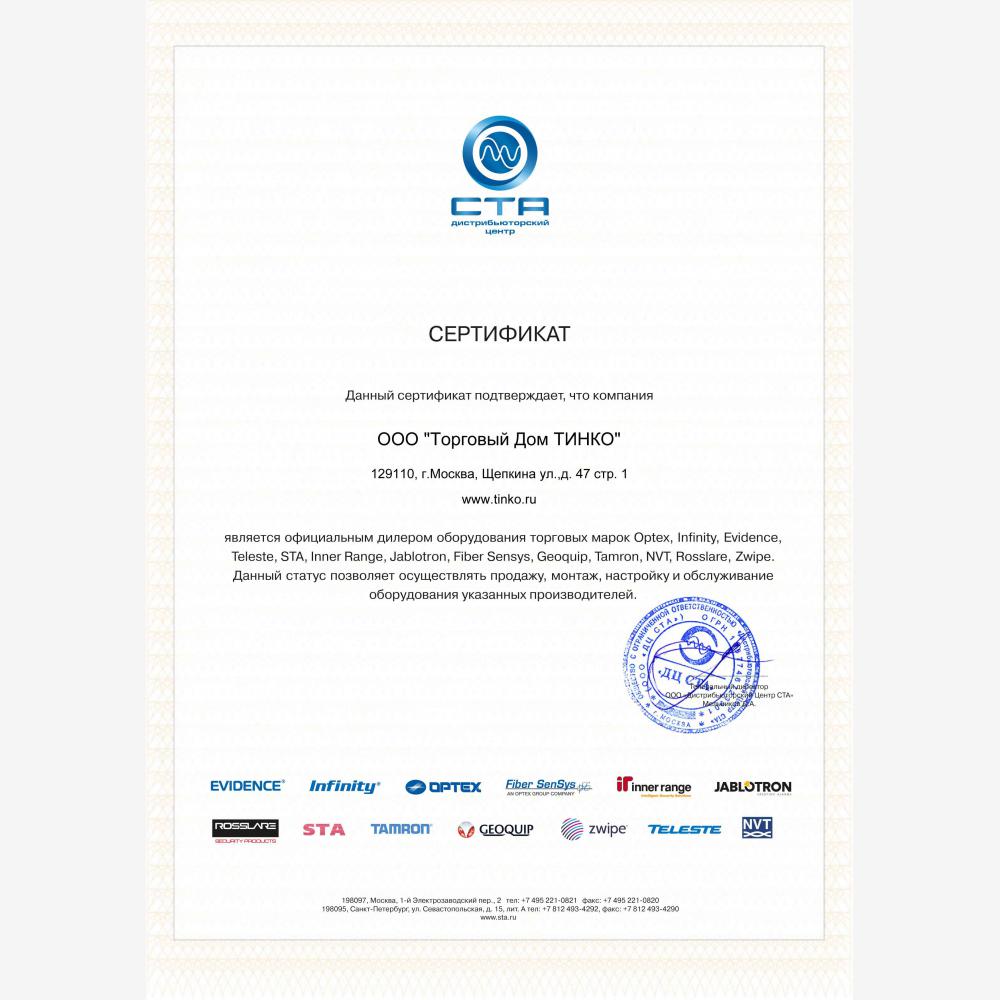 СТА
дистрибьюторский
центр
СЕРТИФИКАТ
Данный сертификат подтверждает, что компания
ООО "Торговый Дом ТИНКО"
129110, г.Москва, Щепкина ул.,д. 47 стр. 1
www.tinko.ru
является официальным дилером оборудования торговых марок Optex, Infinity, Evidence,
Teleste, STA, Inner Range, Jablotron, Fiber Sensys, Geoquip, Tamron, NVT, Rosslare, Zwipe.
Данный статус позволяет осуществлять продажу, монтаж, настройку и обслуживание
оборудования указанных производителей.
ОБЩЕСТВО С ОГРАНИЧЕННОЙ ОТВЕТСТВЕННОСТЬЮ
(ООО «ДЦ СТА») ОГРН
«ДЦ СТА»
г. МОСКВА
Генеральный директор
ООО «Дистрибьюторский Центр СТА»
EVIDENCE® Infinity® OPTEX Fiber SenSys inner range JABLOTRON
AN OPTEX GROUP COMPANY Intelligent Security Solutions
ROSSLARE STA TAMRON® GEOQUIP zwipe TELESTE NVT
SECURITY PRODUCTS
198097, Москва, 1-й Электрозаводский пер., 2 тел: +7 495 221-0821 факс: +7 495 221-0820
198095, Санкт-Петербург, ул. Севастопольская, д. 15, лит. А тел: +7 812 493-4292, факс: +7 812 493-4290
www.sta.ru